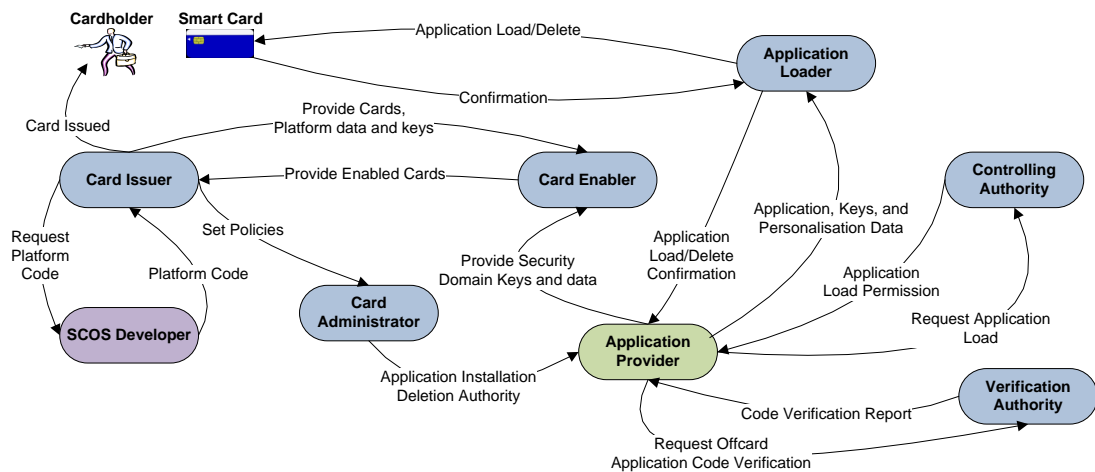 Cardholder
Smart Card
Application Load/Delete
Application
Loader
Confirmation
Card Issued
Provide Cards,
Platform data and keys
Card Issuer
Provide Enabled Cards
Card Enabler
Controlling
Authority
Request
Platform
Code
Platform Code
Set Policies
Provide Security
Domain Keys and data
Application
Load/Delete
Confirmation
Application, Keys, and
Personalisation Data
Application
Load Permission
Request Application
Load
SCOS Developer
Card
Administrator
Application
Provider
Application Installation
Deletion Authority
Code Verification Report
Verification
Authority
Request Offcard
Application Code Verification